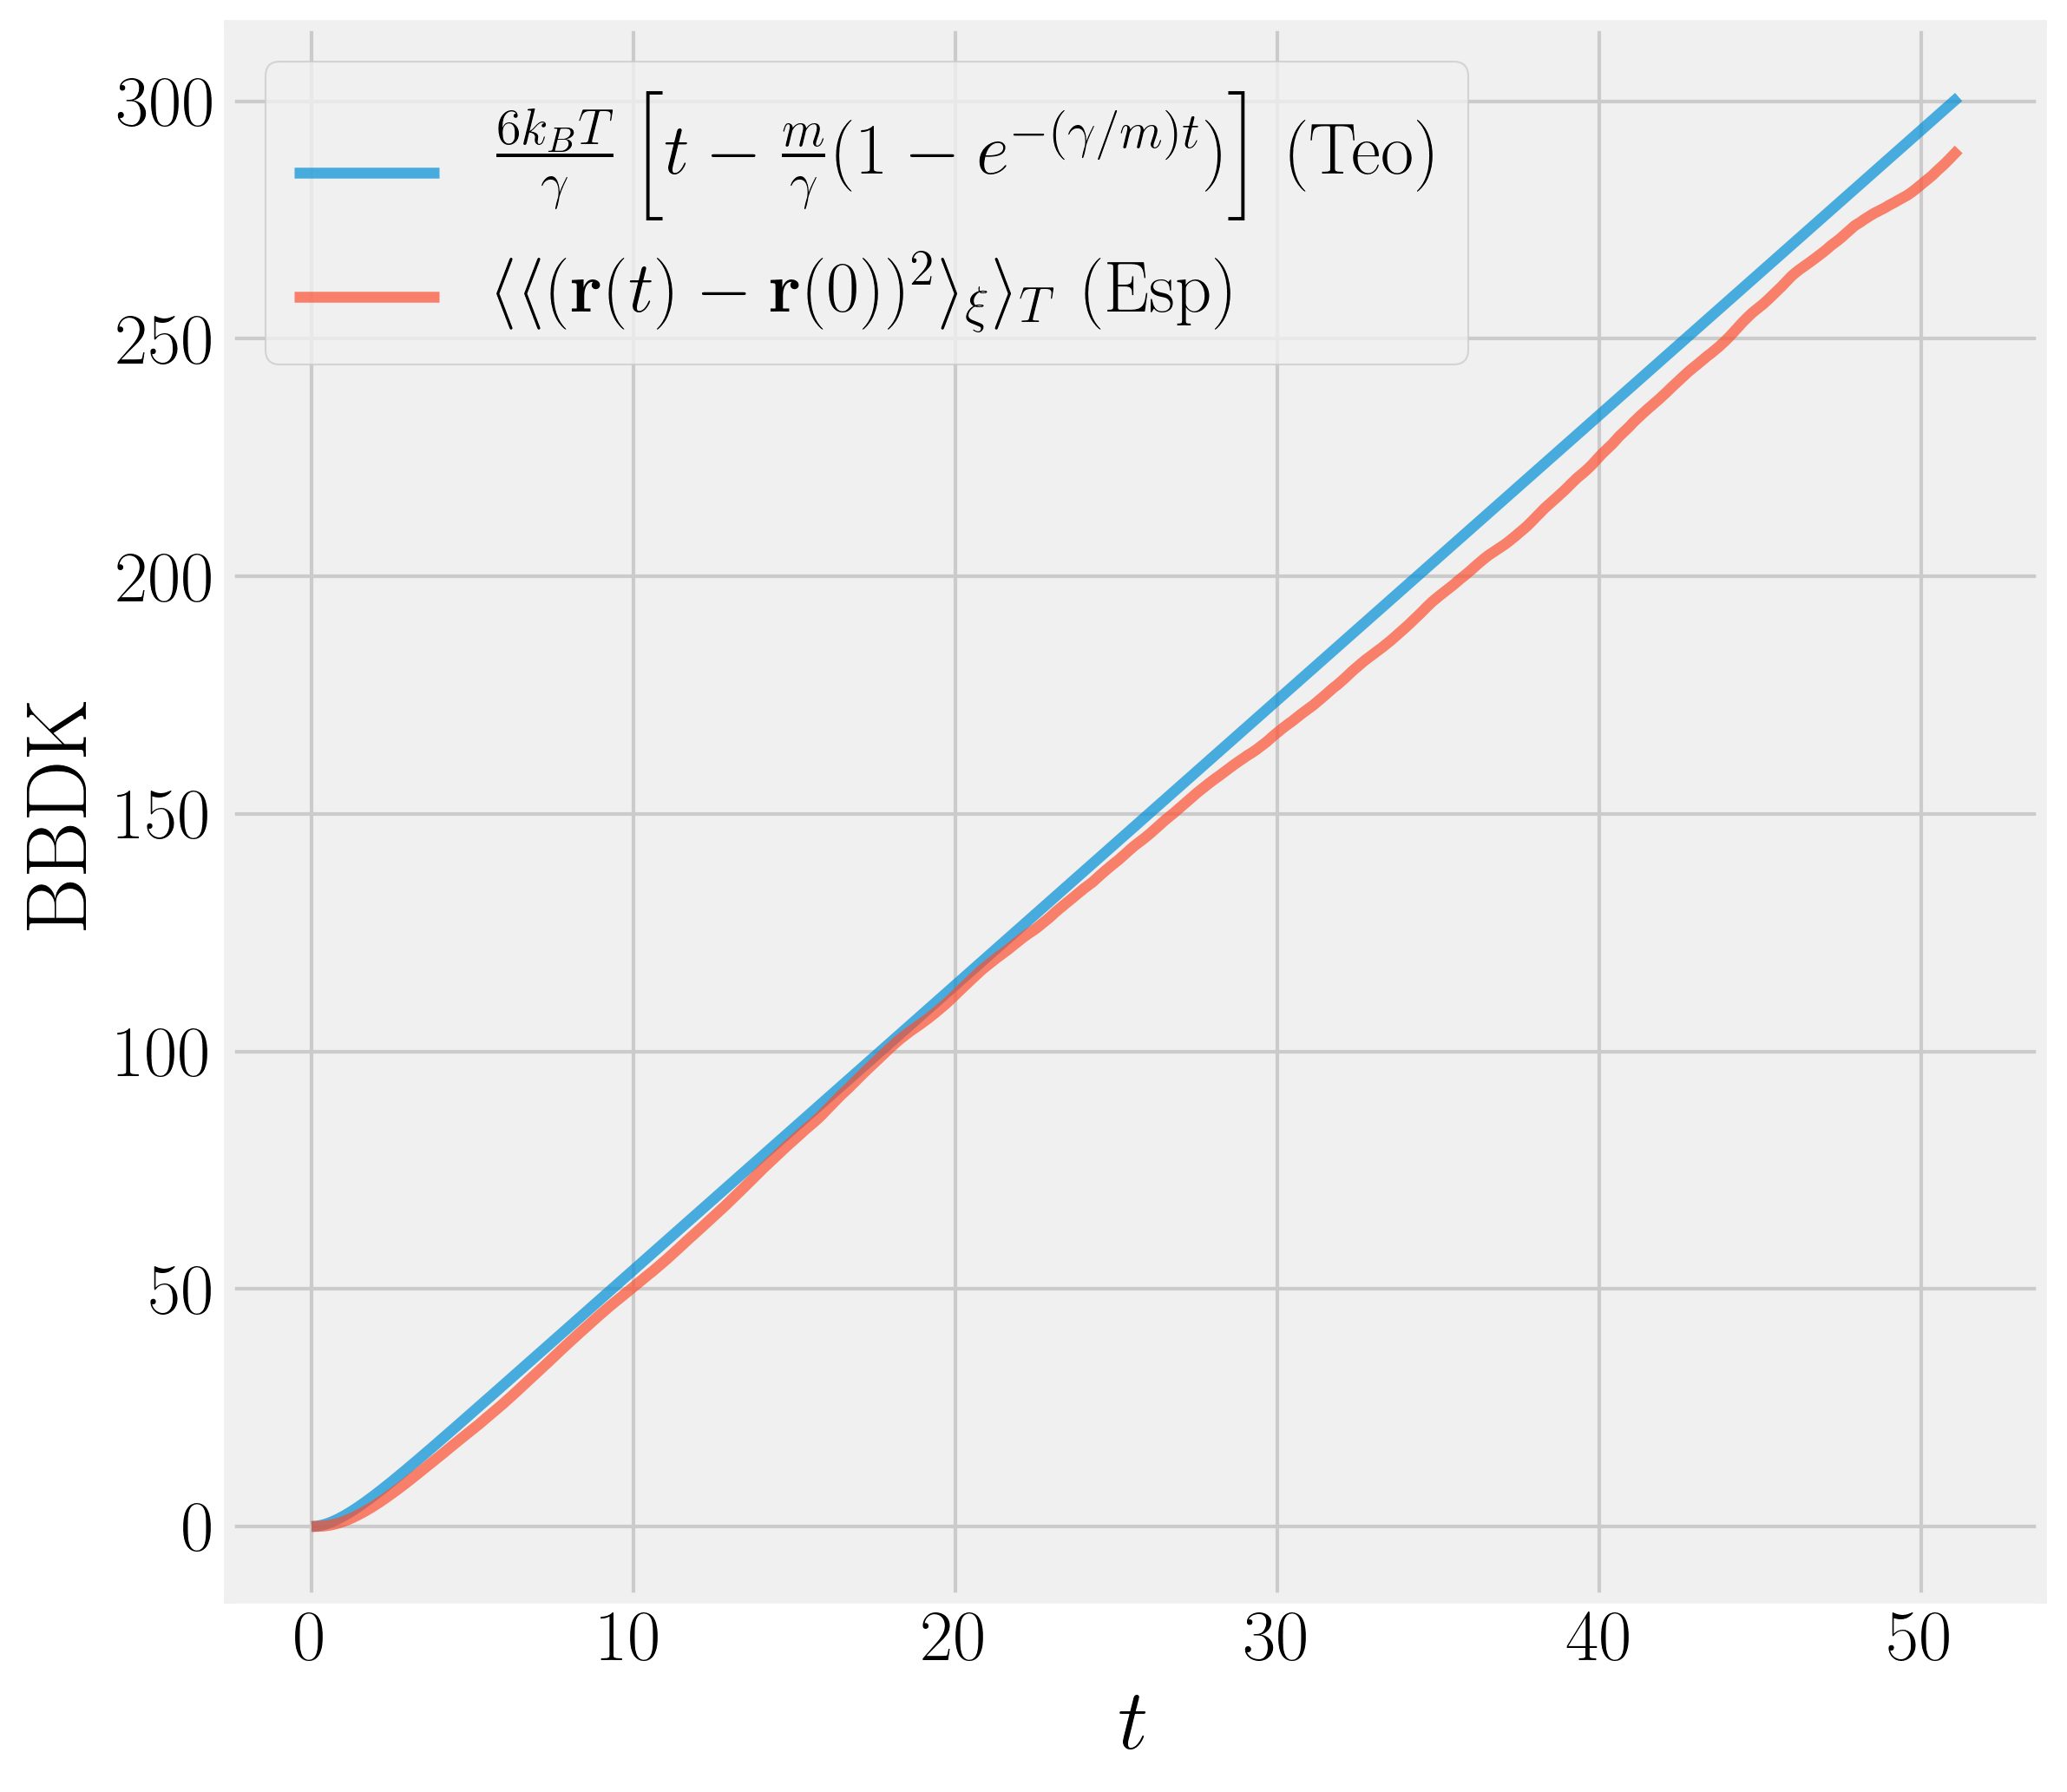 300
250
200
150
100
50
0
BBDK
6k_BT/γ [t − m/γ(1 − e^{−(γ/m)t})] (Teo)
⟨⟨(r(t) − r(0))²⟩_ξ⟩_T (Esp)
0 10 20 30 40 50
t